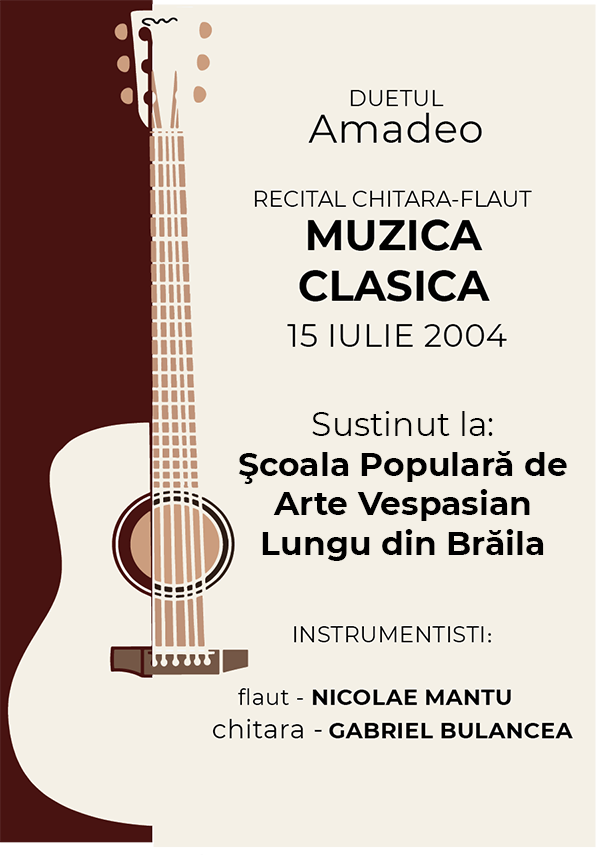 DUETUL
Amadeo
RECITAL CHITARA-FLAUT
MUZICA
CLASICA
15 IULIE 2004
Sustinut la:
Şcoala Populară de
Arte Vespasian
Lungu din Brăila
INSTRUMENTISTI:
flaut - NICOLAE MANTU
chitara - GABRIEL BULANCEA